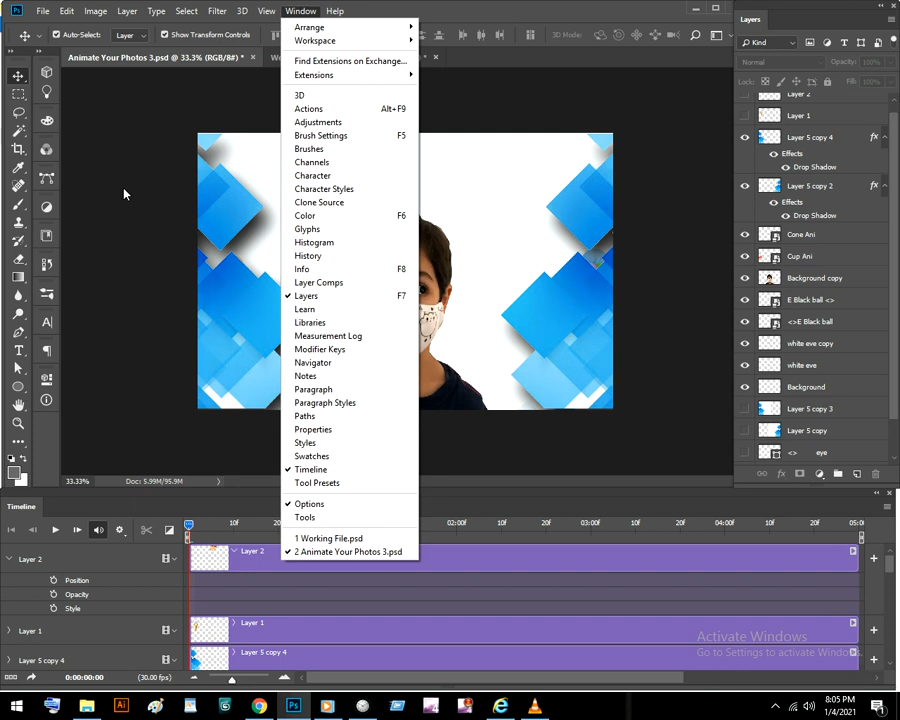 Ps File Edit Image Layer Type Select Filter 3D View Window Help
Auto-Select: Layer Show Transform Controls 3D Mode:
Animate Your Photos 3.psd @ 33.3% (RGB/8#) *
Arrange
Workspace
Find Extensions on Exchange...
Extensions
3D
Actions Alt+F9
Adjustments
Brush Settings F5
Brushes
Channels
Character
Character Styles
Clone Source
Color F6
Glyphs
Histogram
History
Info F8
Layer Comps
Layers F7
Learn
Libraries
Measurement Log
Modifier Keys
Navigator
Notes
Paragraph
Paragraph Styles
Paths
Properties
Styles
Swatches
Timeline
Tool Presets
Options
Tools
1 Working File.psd
2 Animate Your Photos 3.psd
Layers
Kind
Normal Opacity: 100%
Lock: Fill: 100%
Layer 2
Layer 1
Layer 5 copy 4 fx
Effects
Drop Shadow
Layer 5 copy 2 fx
Effects
Drop Shadow
Cone Ani
Cup Ani
Background copy
E Black ball <>
<>E Black ball
white eve copy
white eve
Background
Layer 5 copy 3
Layer 5 copy
<> eye
33.33% Doc: 5.99M/95.9M
Timeline
10f 20f 02:00f 10f 20f 03:00f 10f 20f 04:00f 10f 20f 05:0
Layer 2 Layer 2
Position
Opacity
Style
Layer 1 Layer 1
Layer 5 copy 4 Layer 5 copy 4
Activate Windows
Go to Settings to activate Windows.
0:00:00:00 (30.00 fps)
8:05 PM
1/4/2021